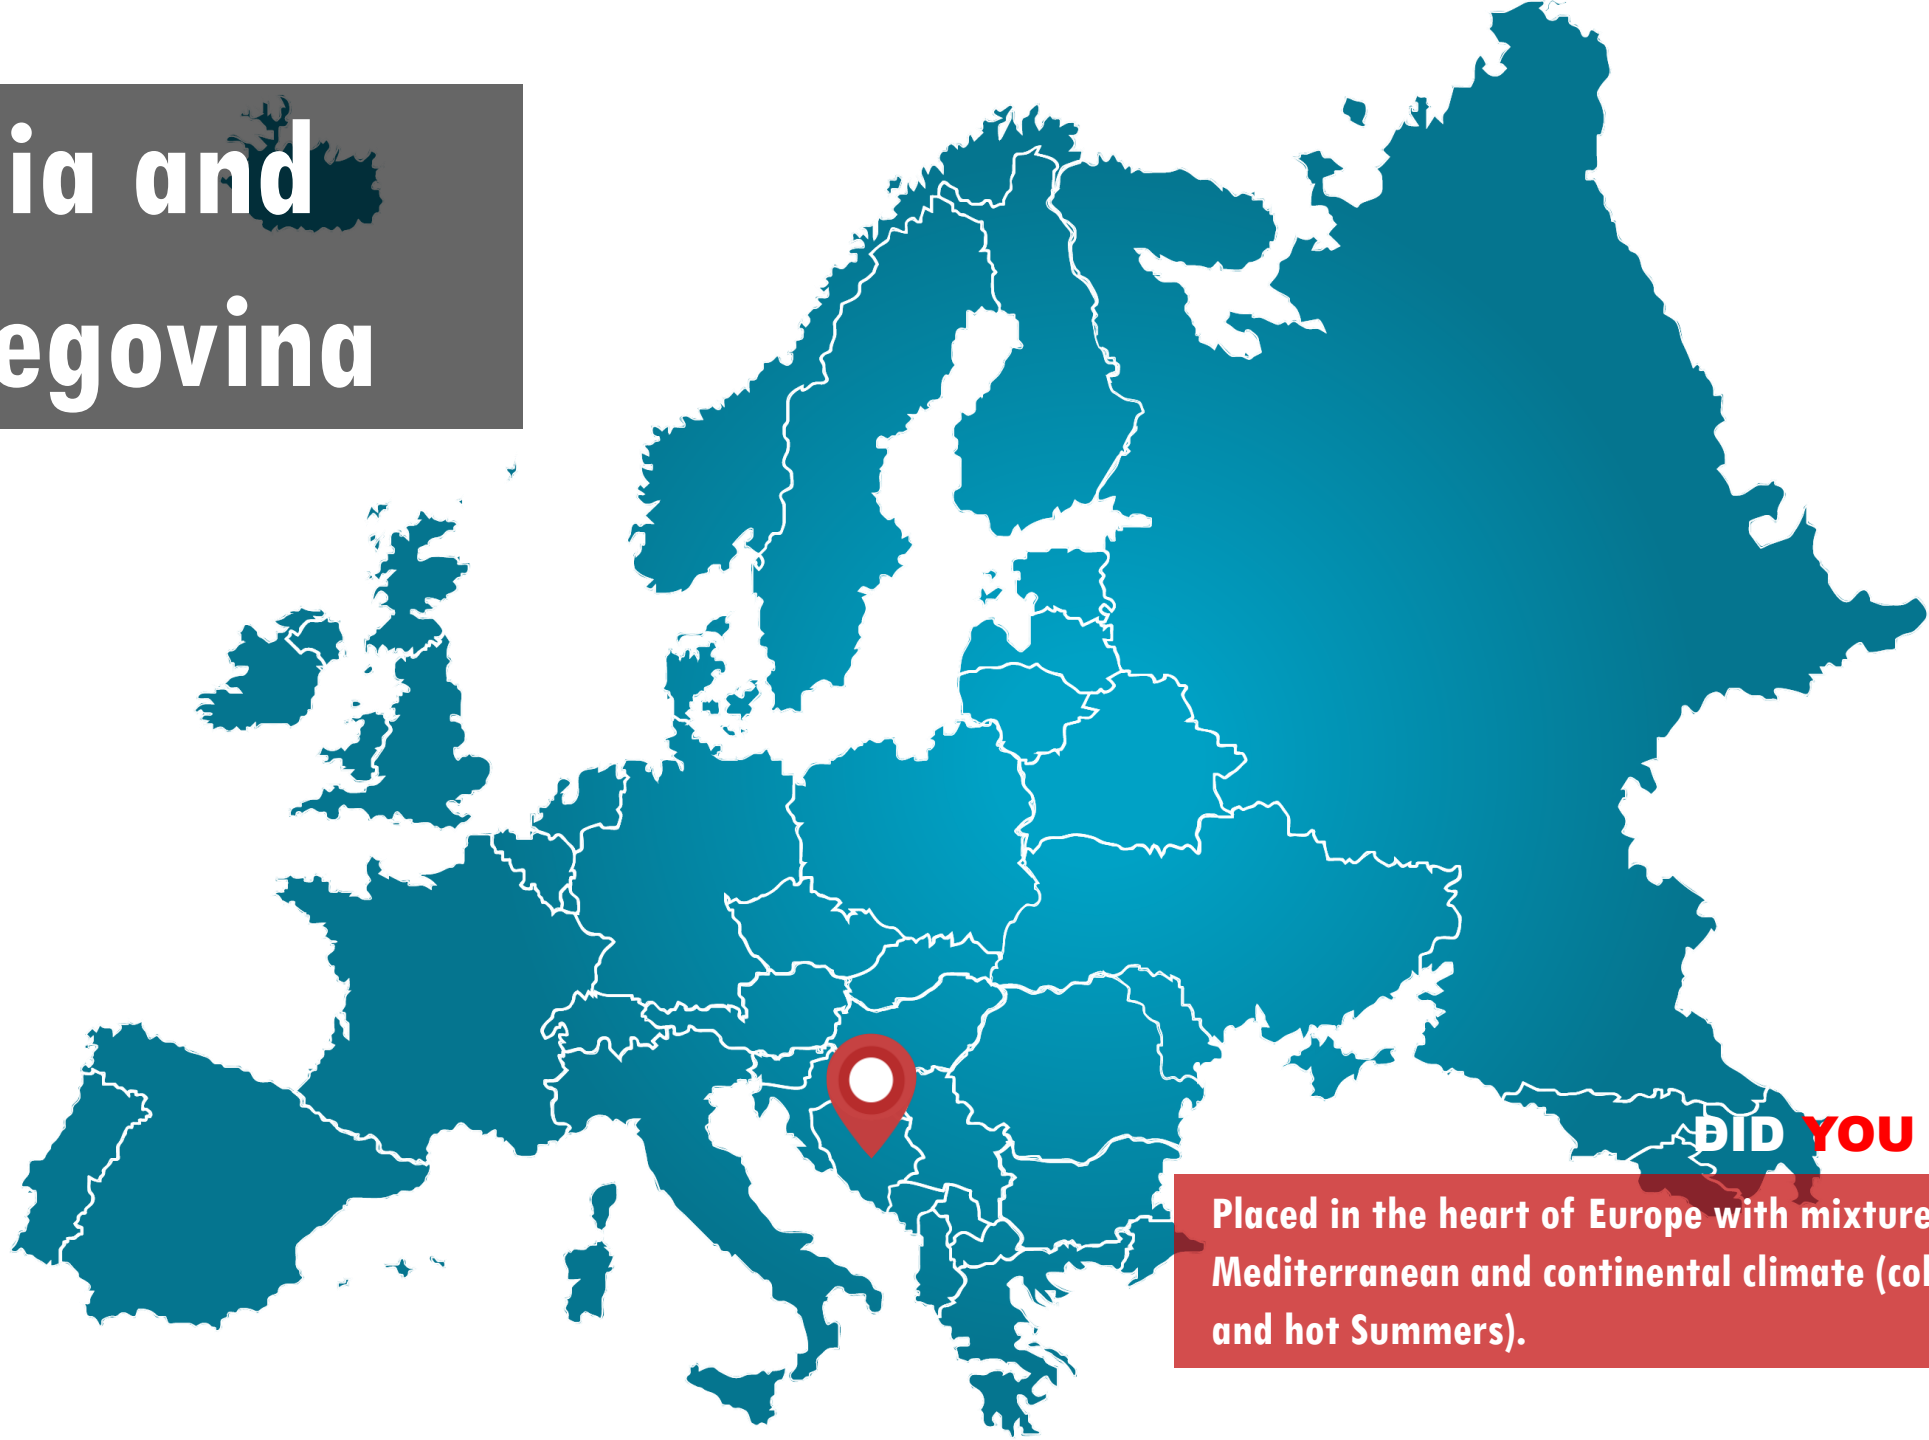 ia and
egovina
DID YOU
Placed in the heart of Europe with mixture
Mediterranean and continental climate (col
and hot Summers).